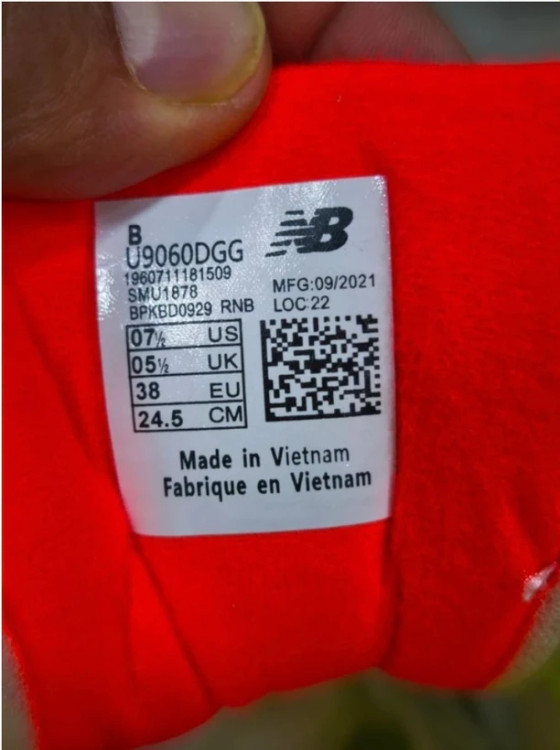 B
U9060DGG
1960711181509
SMU1878
BPKBD0929 RNB
NB
MFG:09/2021
LOC:22
07½ US
05½ UK
38 EU
24.5 CM
Made in Vietnam
Fabrique en Vietnam